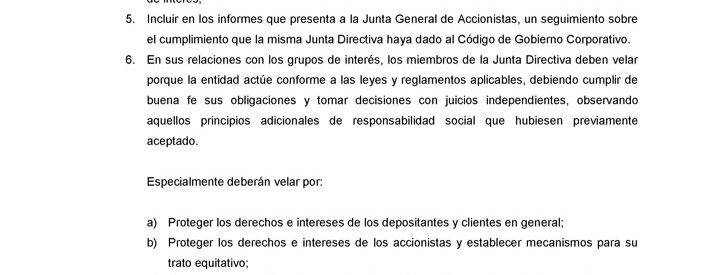 de interés;
5. Incluir en los informes que presenta a la Junta General de Accionistas, un seguimiento sobre
el cumplimiento que la misma Junta Directiva haya dado al Código de Gobierno Corporativo.
6. En sus relaciones con los grupos de interés, los miembros de la Junta Directiva deben velar
porque la entidad actúe conforme a las leyes y reglamentos aplicables, debiendo cumplir de
buena fe sus obligaciones y tomar decisiones con juicios independientes, observando
aquellos principios adicionales de responsabilidad social que hubiesen previamente
aceptado.
Especialmente deberán velar por:
a) Proteger los derechos e intereses de los depositantes y clientes en general;
b) Proteger los derechos e intereses de los accionistas y establecer mecanismos para su
trato equitativo;